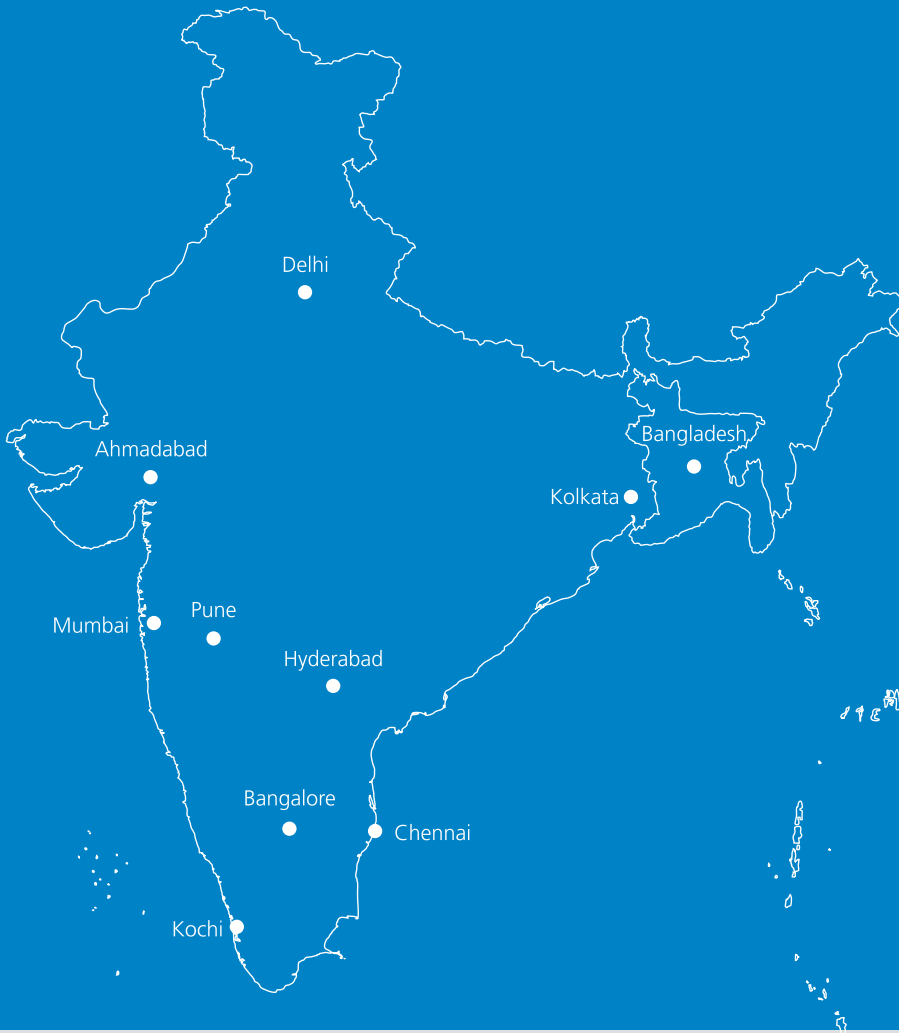 Delhi
Bangladesh
Ahmadabad
Kolkata
Pune
Mumbai
Hyderabad
Bangalore
Chennai
Kochi